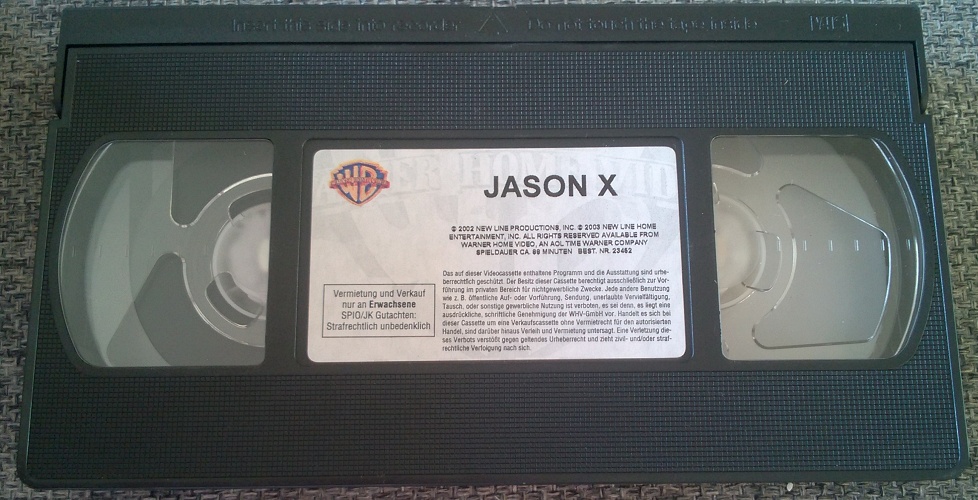 Insert this side into recorder Do not touch the tape inside
WB
JASON X
© 2002 NEW LINE PRODUCTIONS, INC. © 2003 NEW LINE HOME
ENTERTAINMENT, INC. ALL RIGHTS RESERVED AVAILABLE FROM
WARNER HOME VIDEO, AN AOL TIME WARNER COMPANY
SPIELDAUER CA. 88 MINUTEN BEST. NR. 23452
Das auf dieser Videocassette enthaltene Programm und die Ausstattung sind urhe-
berrechtlich geschützt. Der Besitz dieser Cassette berechtigt ausschließlich zur Vor-
führung im privaten Bereich für nichtgewerbliche Zwecke. Jede andere Benutzung
wie z. B. öffentliche Auf- oder Vorführung, Sendung, unerlaubte Vervielfältigung,
Tausch, oder sonstige gewerbliche Nutzung ist verboten, es sei denn, es liegt eine
ausdrückliche, schriftliche Genehmigung der WHV-GmbH vor. Handelt es sich bei
dieser Cassette um eine Verkaufscassette ohne Vermietrecht für den autorisierten
Handel, sind darüber hinaus Verleih und Vermietung untersagt. Eine Verletzung die-
ses Verbots verstößt gegen geltendes Urheberrecht und zieht zivil- und/oder straf-
rechtliche Verfolgung nach sich.
Vermietung und Verkauf
nur an Erwachsene
SPIO/JK Gutachten:
Strafrechtlich unbedenklich